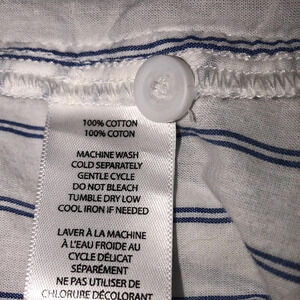 100% COTTON
100% COTON
MACHINE WASH
COLD SEPARATELY
GENTLE CYCLE
DO NOT BLEACH
TUMBLE DRY LOW
COOL IRON IF NEEDED
LAVER À LA MACHINE
À L'EAU FROIDE AU
CYCLE DÉLICAT
SÉPARÉMENT
NE PAS UTILISER DE
CHLORURE DÉCOLORANT